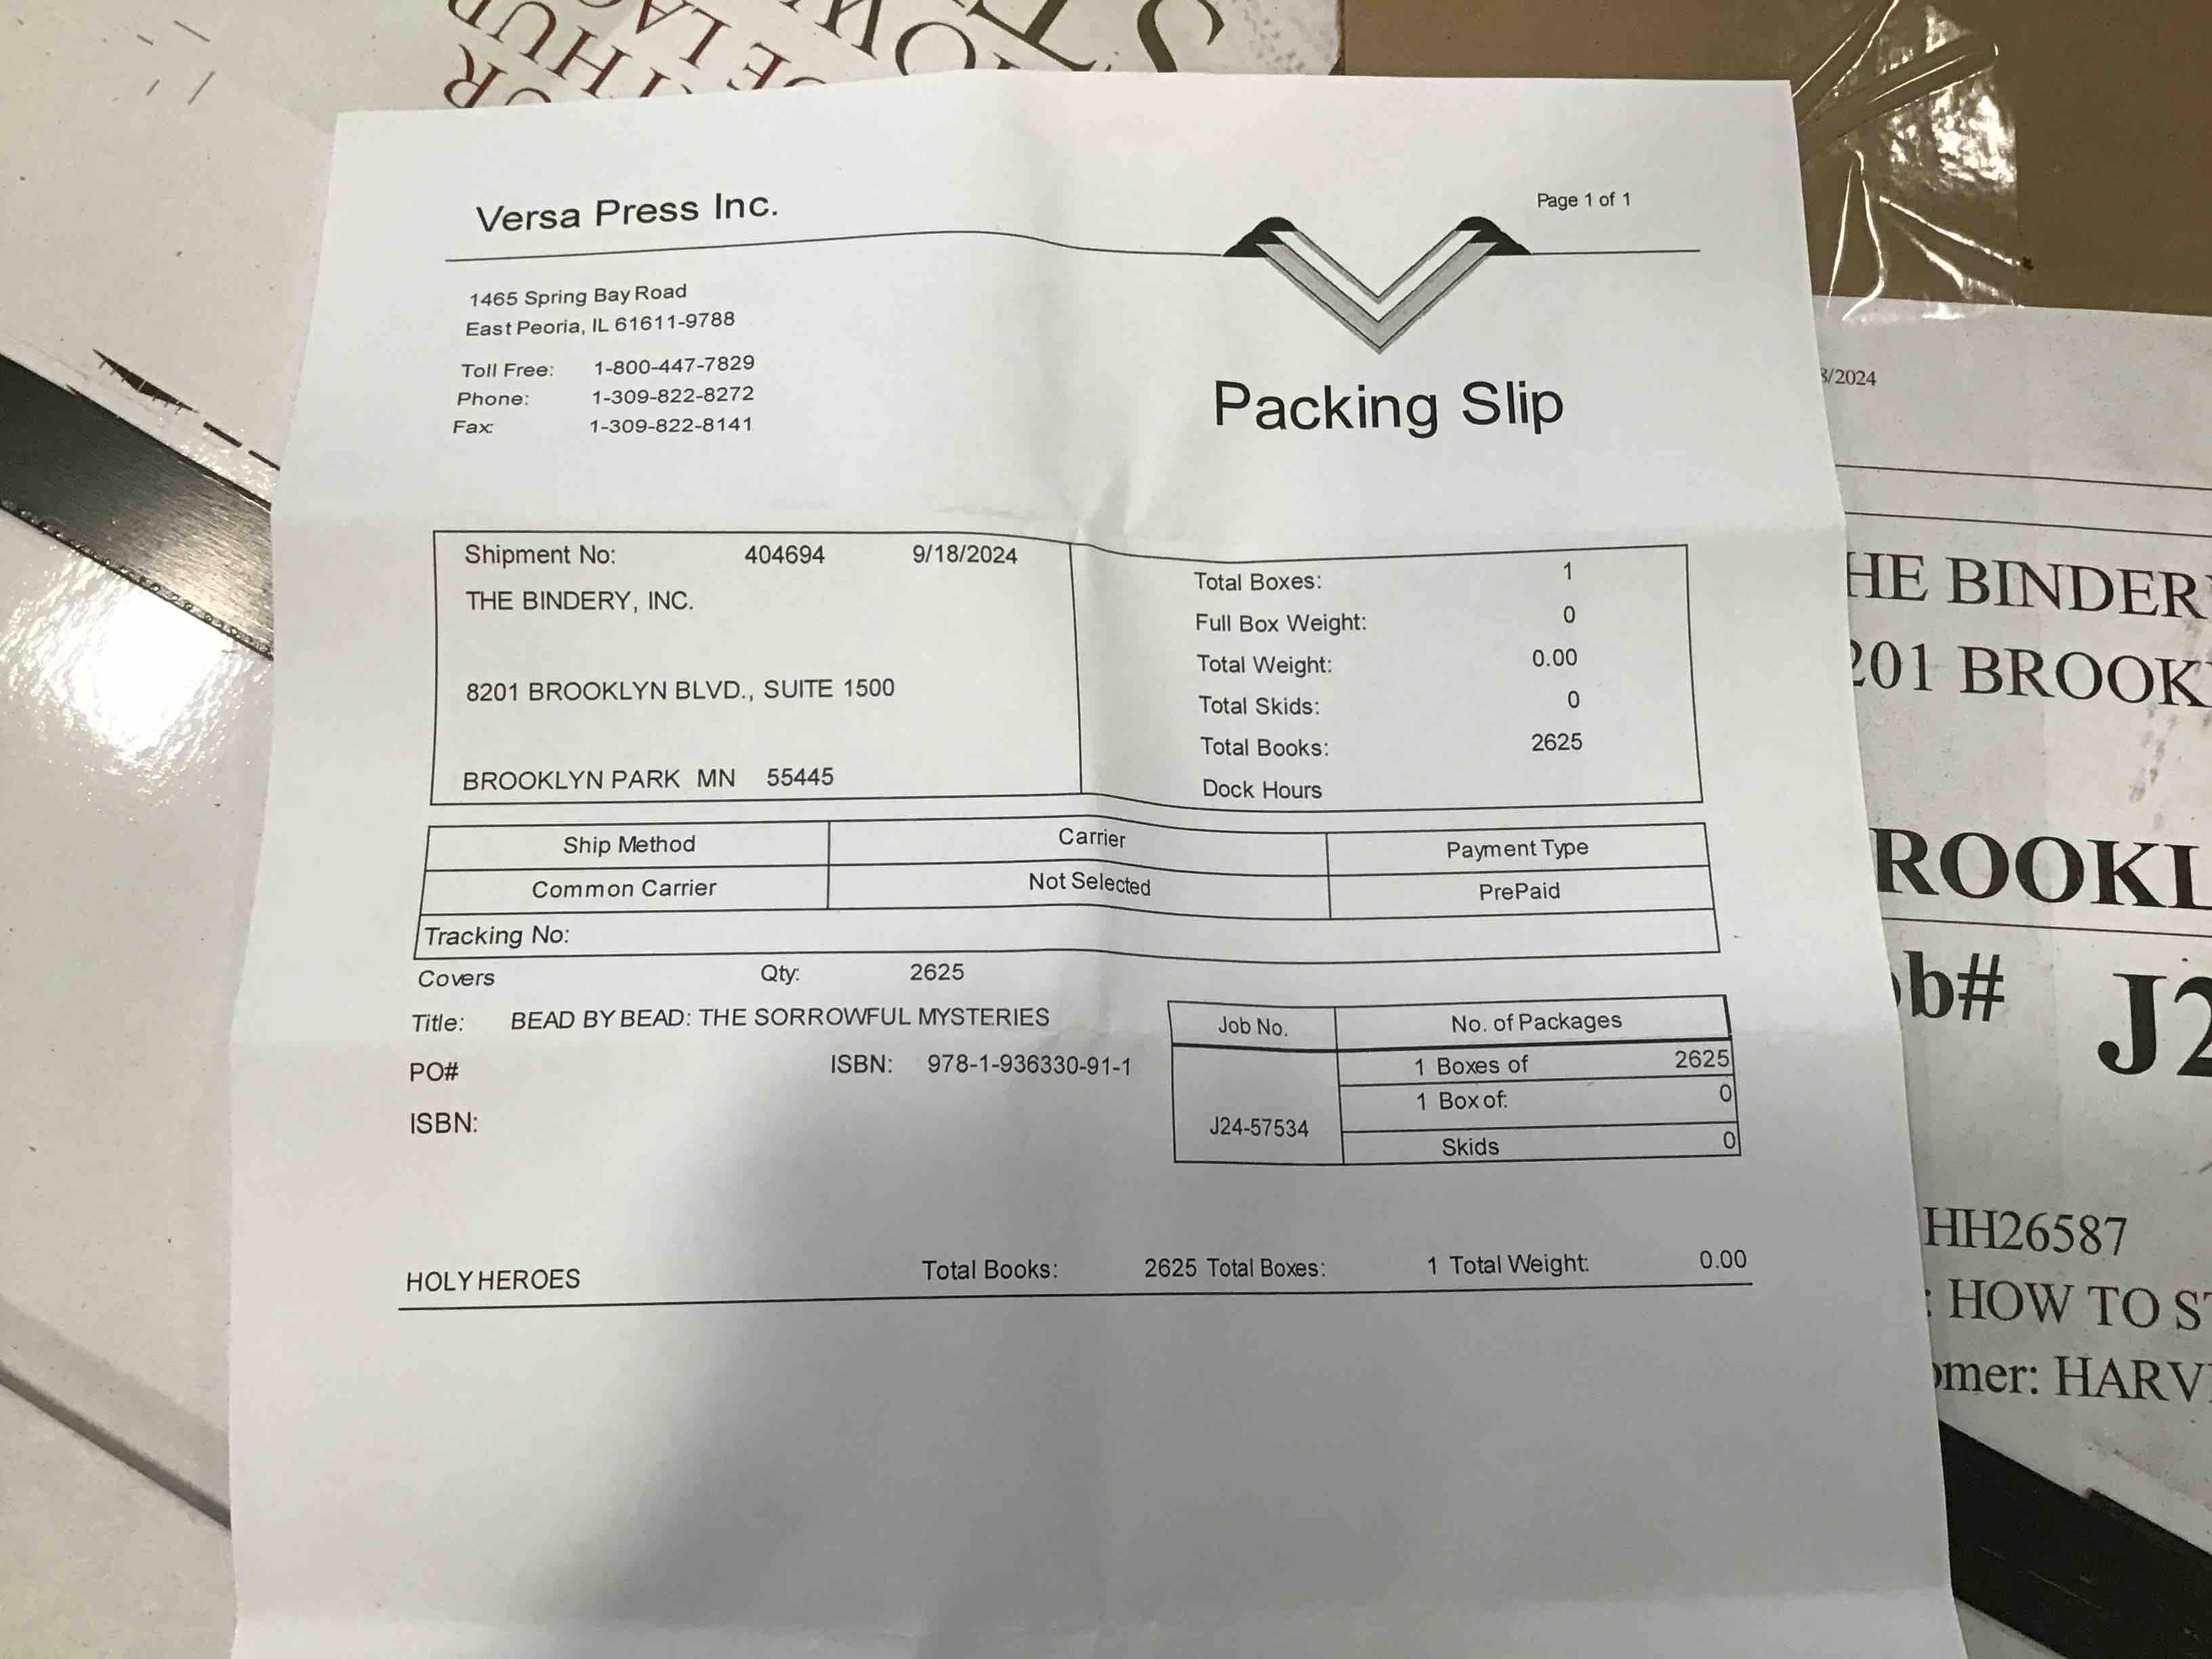 Versa Press Inc.
Page 1 of 1
1465 Spring Bay Road
East Peoria, IL 61611-9788
Toll Free: 1-800-447-7829
Phone: 1-309-822-8272
Fax: 1-309-822-8141
Packing Slip
Shipment No: 404694 9/18/2024
THE BINDERY, INC.
8201 BROOKLYN BLVD., SUITE 1500
BROOKLYN PARK MN 55445
Total Boxes: 1
Full Box Weight: 0
Total Weight: 0.00
Total Skids: 0
Total Books: 2625
Dock Hours
Ship Method Carrier Payment Type
Common Carrier Not Selected PrePaid
Tracking No:
Covers Qty: 2625
Title: BEAD BY BEAD: THE SORROWFUL MYSTERIES
PO# ISBN: 978-1-936330-91-1
ISBN:
Job No. No. of Packages
J24-57534
1 Boxes of 2625
1 Box of: 0
Skids 0
HOLY HEROES Total Books: 2625 Total Boxes: 1 Total Weight: 0.00
/2024
HE BINDER
201 BROOK
ROOKL
b# J2
HH26587
: HOW TO S
omer: HARV